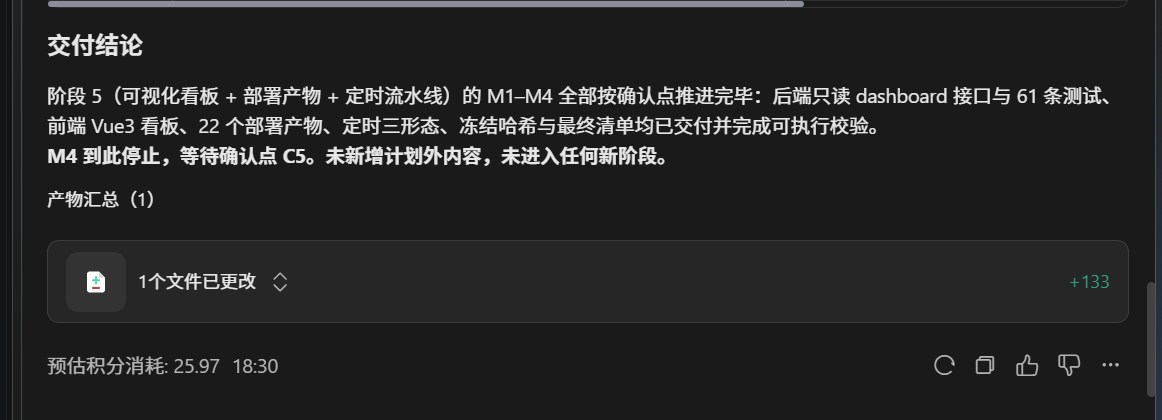 交付结论
阶段 5（可视化看板 + 部署产物 + 定时流水线）的 M1–M4 全部按确认点推进完毕：后端只读 dashboard 接口与 61 条测试、
前端 Vue3 看板、22 个部署产物、定时三形态、冻结哈希与最终清单均已交付并完成可执行校验。
M4 到此停止，等待确认点 C5。未新增计划外内容，未进入任何新阶段。
产物汇总（1）
1个文件已更改
+133
预估积分消耗: 25.97 18:30